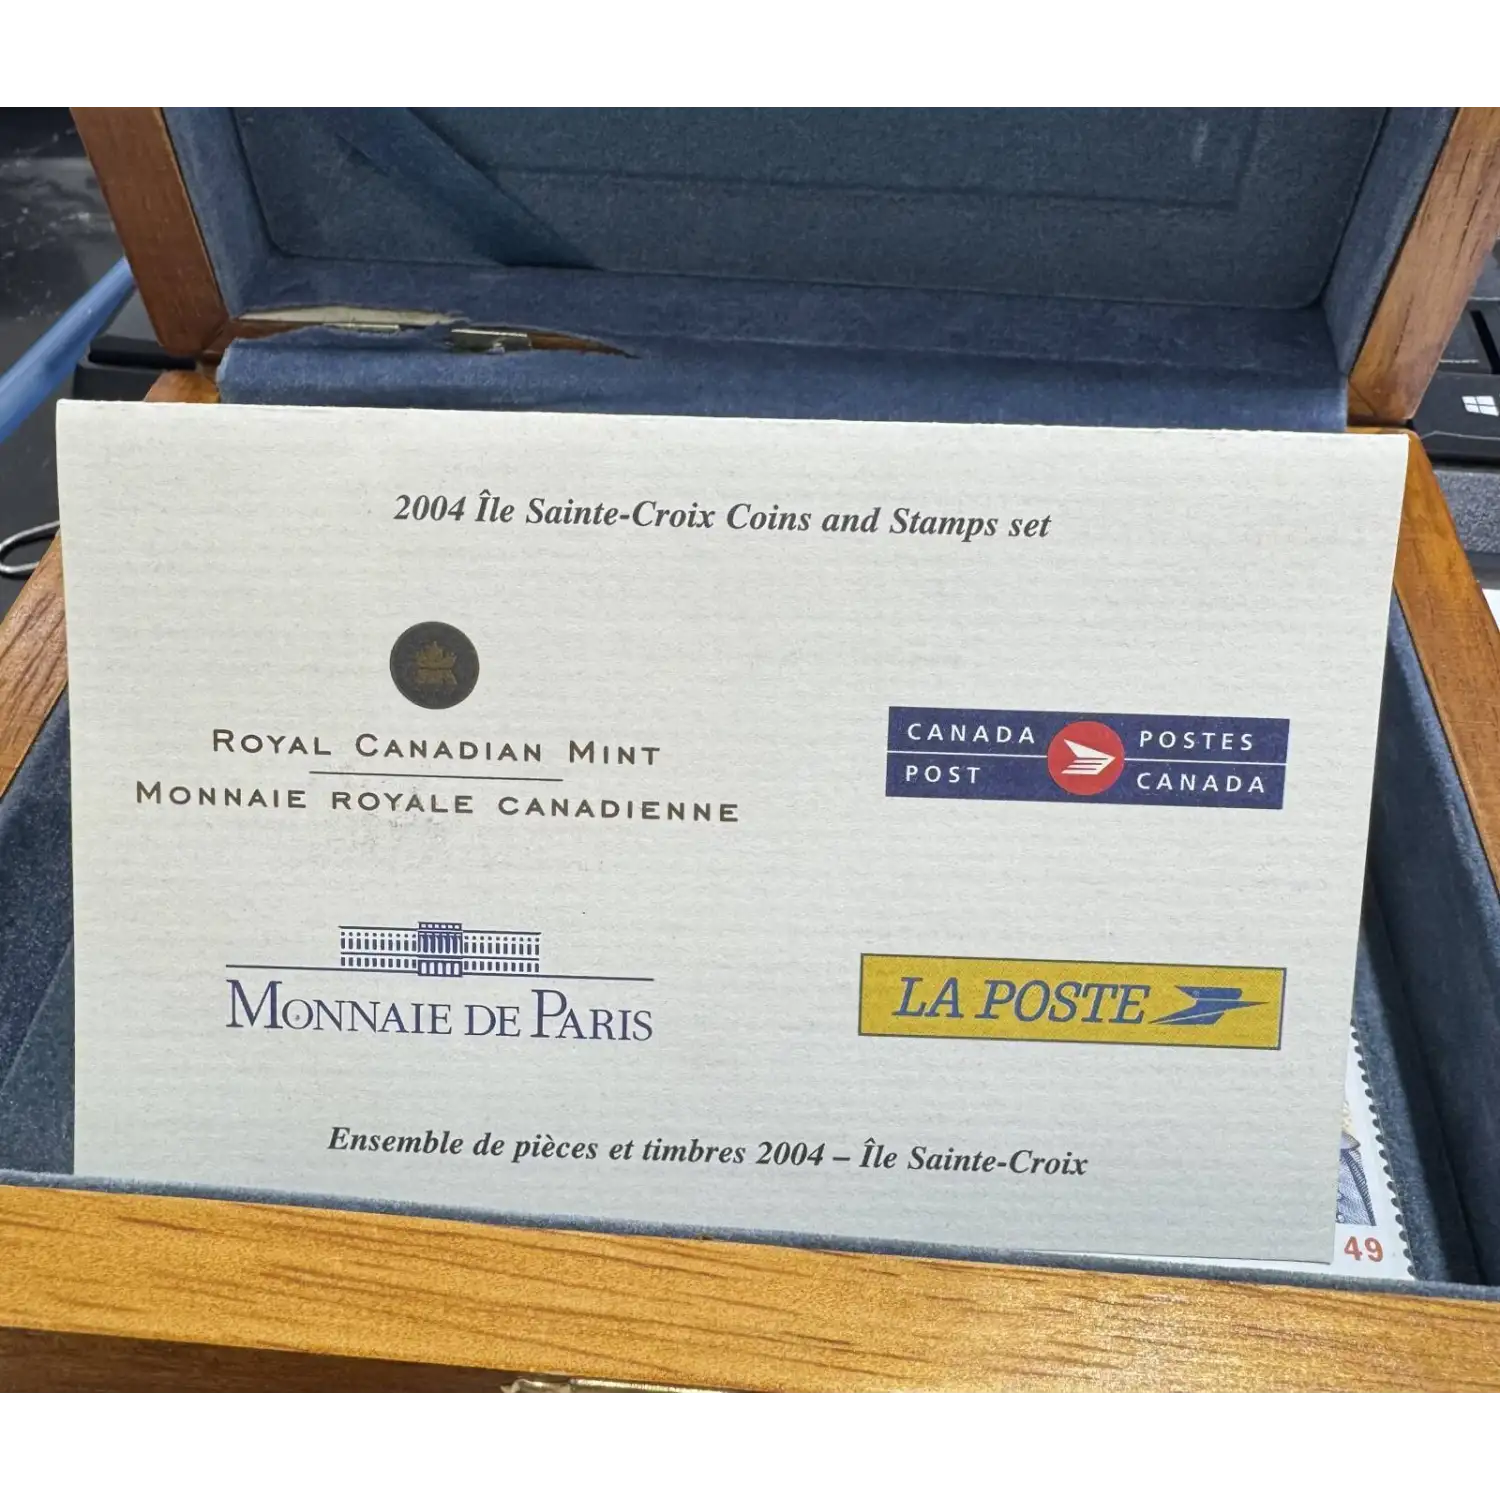 2004 Île Sainte-Croix Coins and Stamps set
ROYAL CANADIAN MINT
MONNAIE ROYALE CANADIENNE
CANADA POSTES
POST CANADA
MONNAIE DE PARIS
LA POSTE
Ensemble de pièces et timbres 2004 – Île Sainte-Croix
49